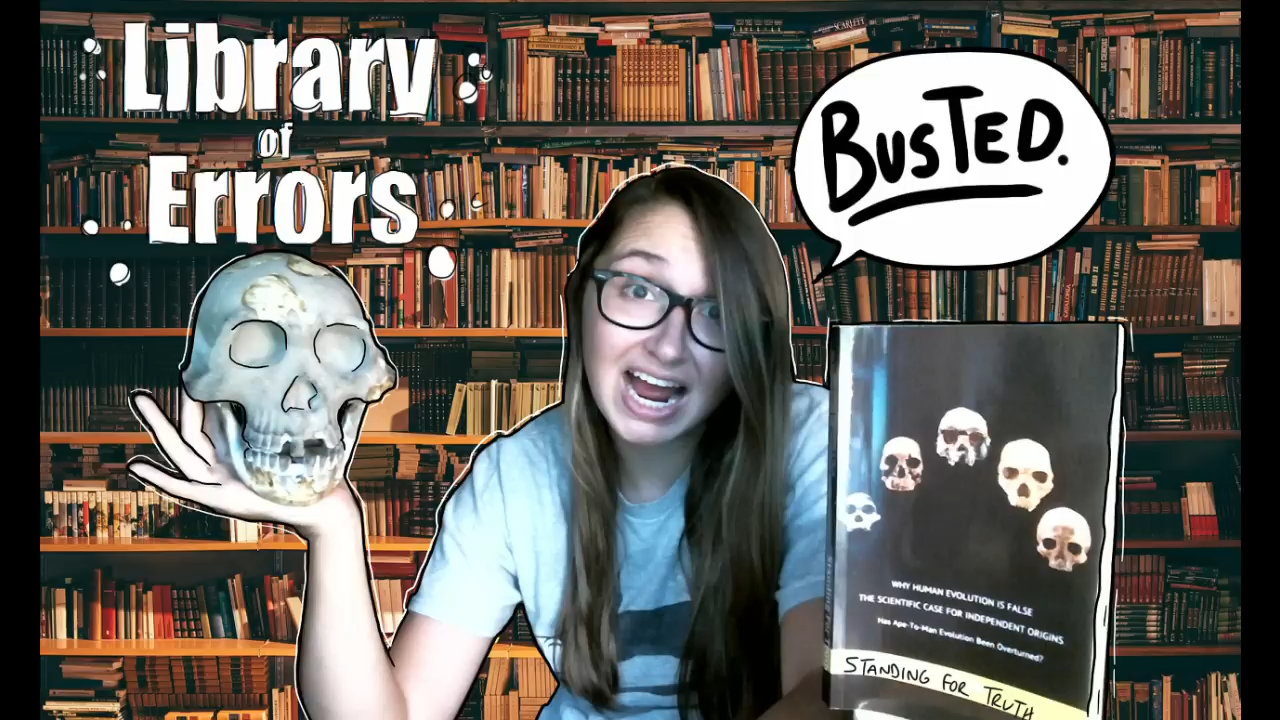 Library
of
Errors
BUSTED.
SCARLETT
WHY HUMAN EVOLUTION IS FALSE
THE SCIENTIFIC CASE FOR INDEPENDENT ORIGINS
Has Ape-To-Man Evolution Been Overturned?
STANDING FOR TRUTH